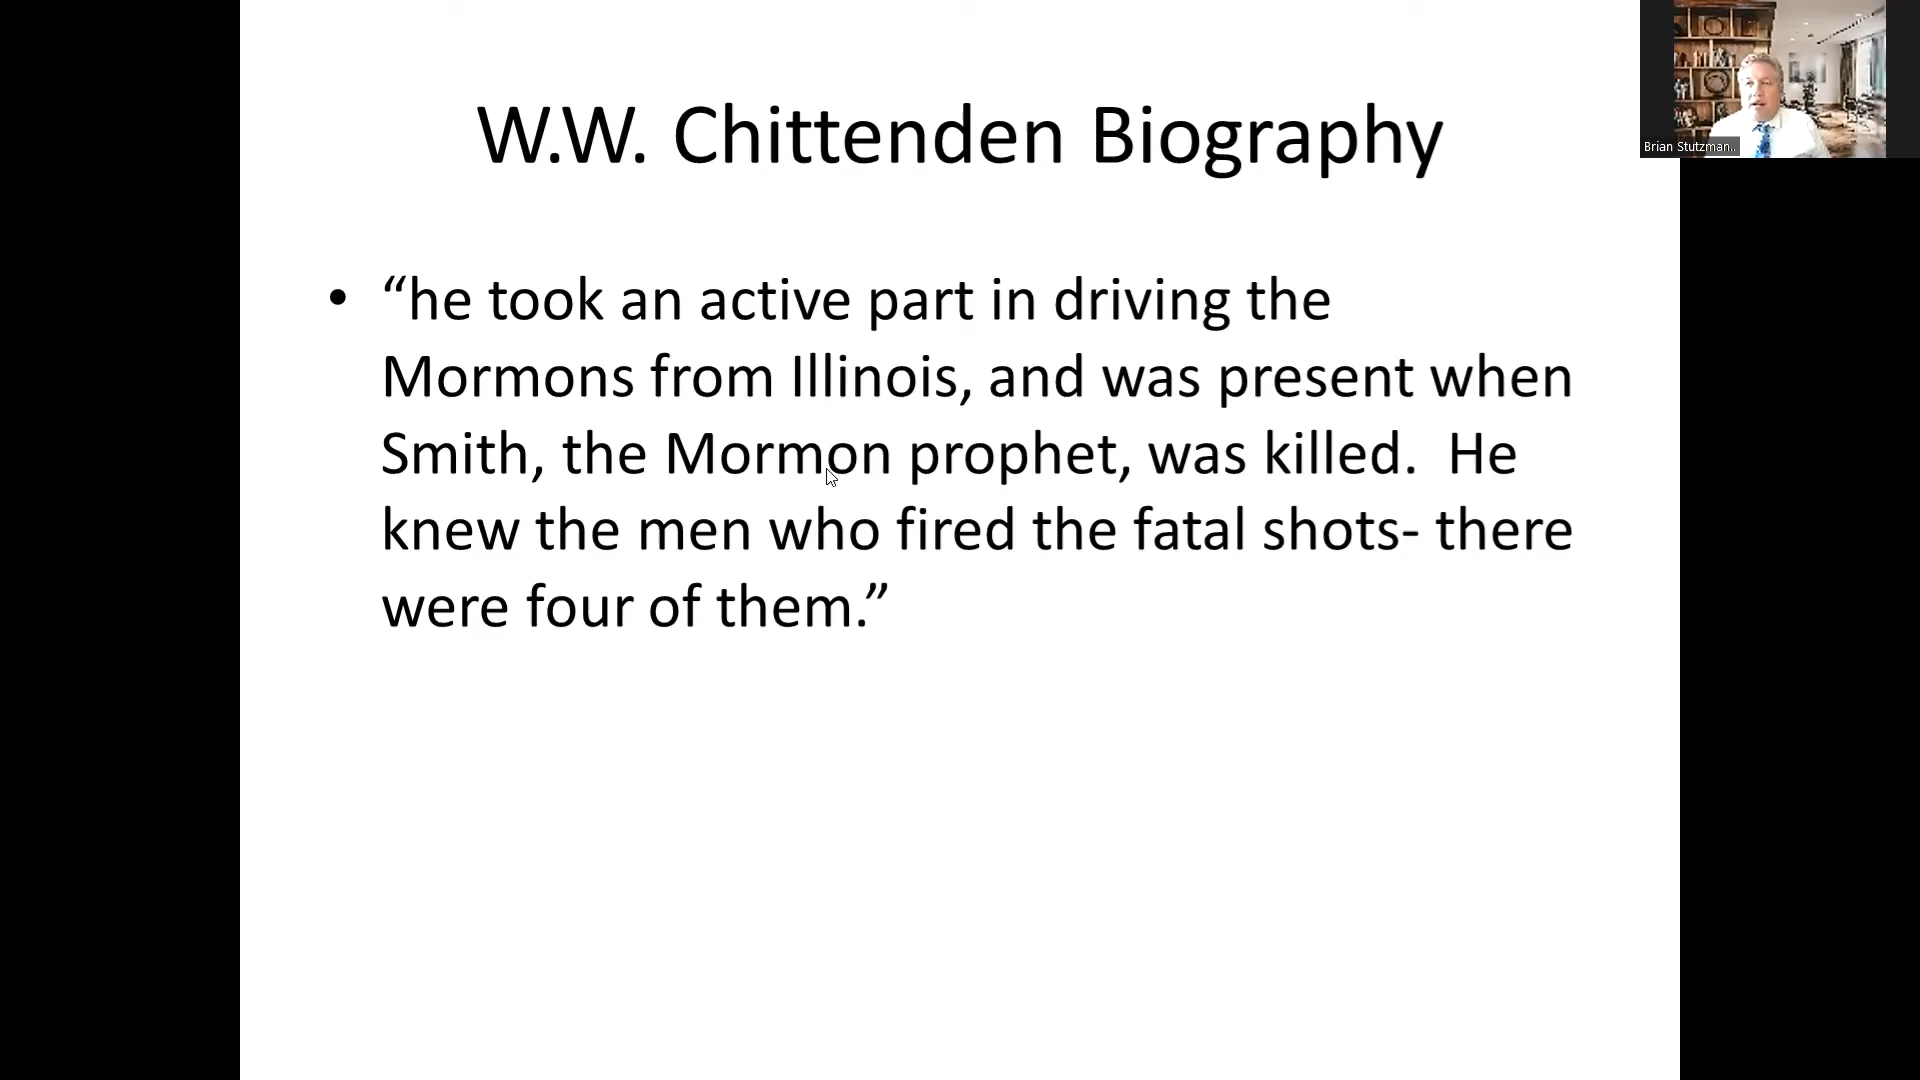 W.W. Chittenden Biography
• “he took an active part in driving the
Mormons from Illinois, and was present when
Smith, the Mormon prophet, was killed.  He
knew the men who fired the fatal shots- there
were four of them.”
Brian Stutzman..